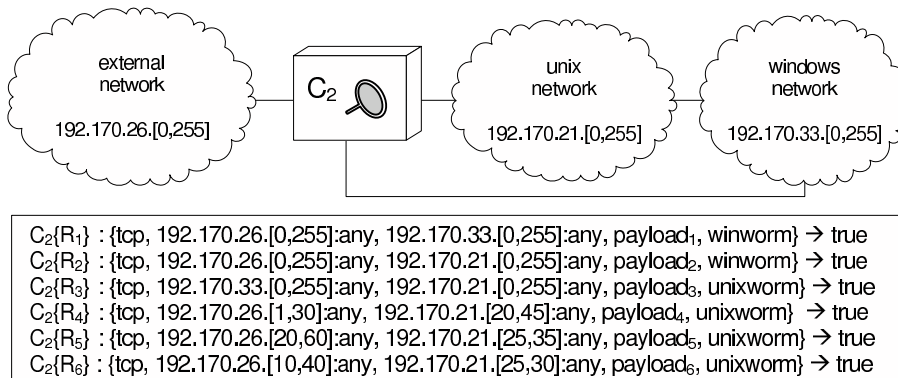 external
network
192.170.26.[0,255]
C₂
unix
network
192.170.21.[0,255]
windows
network
192.170.33.[0,255]
C₂{R₁} : {tcp, 192.170.26.[0,255]:any, 192.170.33.[0,255]:any, payload₁, winworm} → true
C₂{R₂} : {tcp, 192.170.26.[0,255]:any, 192.170.21.[0,255]:any, payload₂, winworm} → true
C₂{R₃} : {tcp, 192.170.33.[0,255]:any, 192.170.21.[0,255]:any, payload₃, unixworm} → true
C₂{R₄} : {tcp, 192.170.26.[1,30]:any, 192.170.21.[20,45]:any, payload₄, unixworm} → true
C₂{R₅} : {tcp, 192.170.26.[20,60]:any, 192.170.21.[25,35]:any, payload₅, unixworm} → true
C₂{R₆} : {tcp, 192.170.26.[10,40]:any, 192.170.21.[25,30]:any, payload₆, unixworm} → true